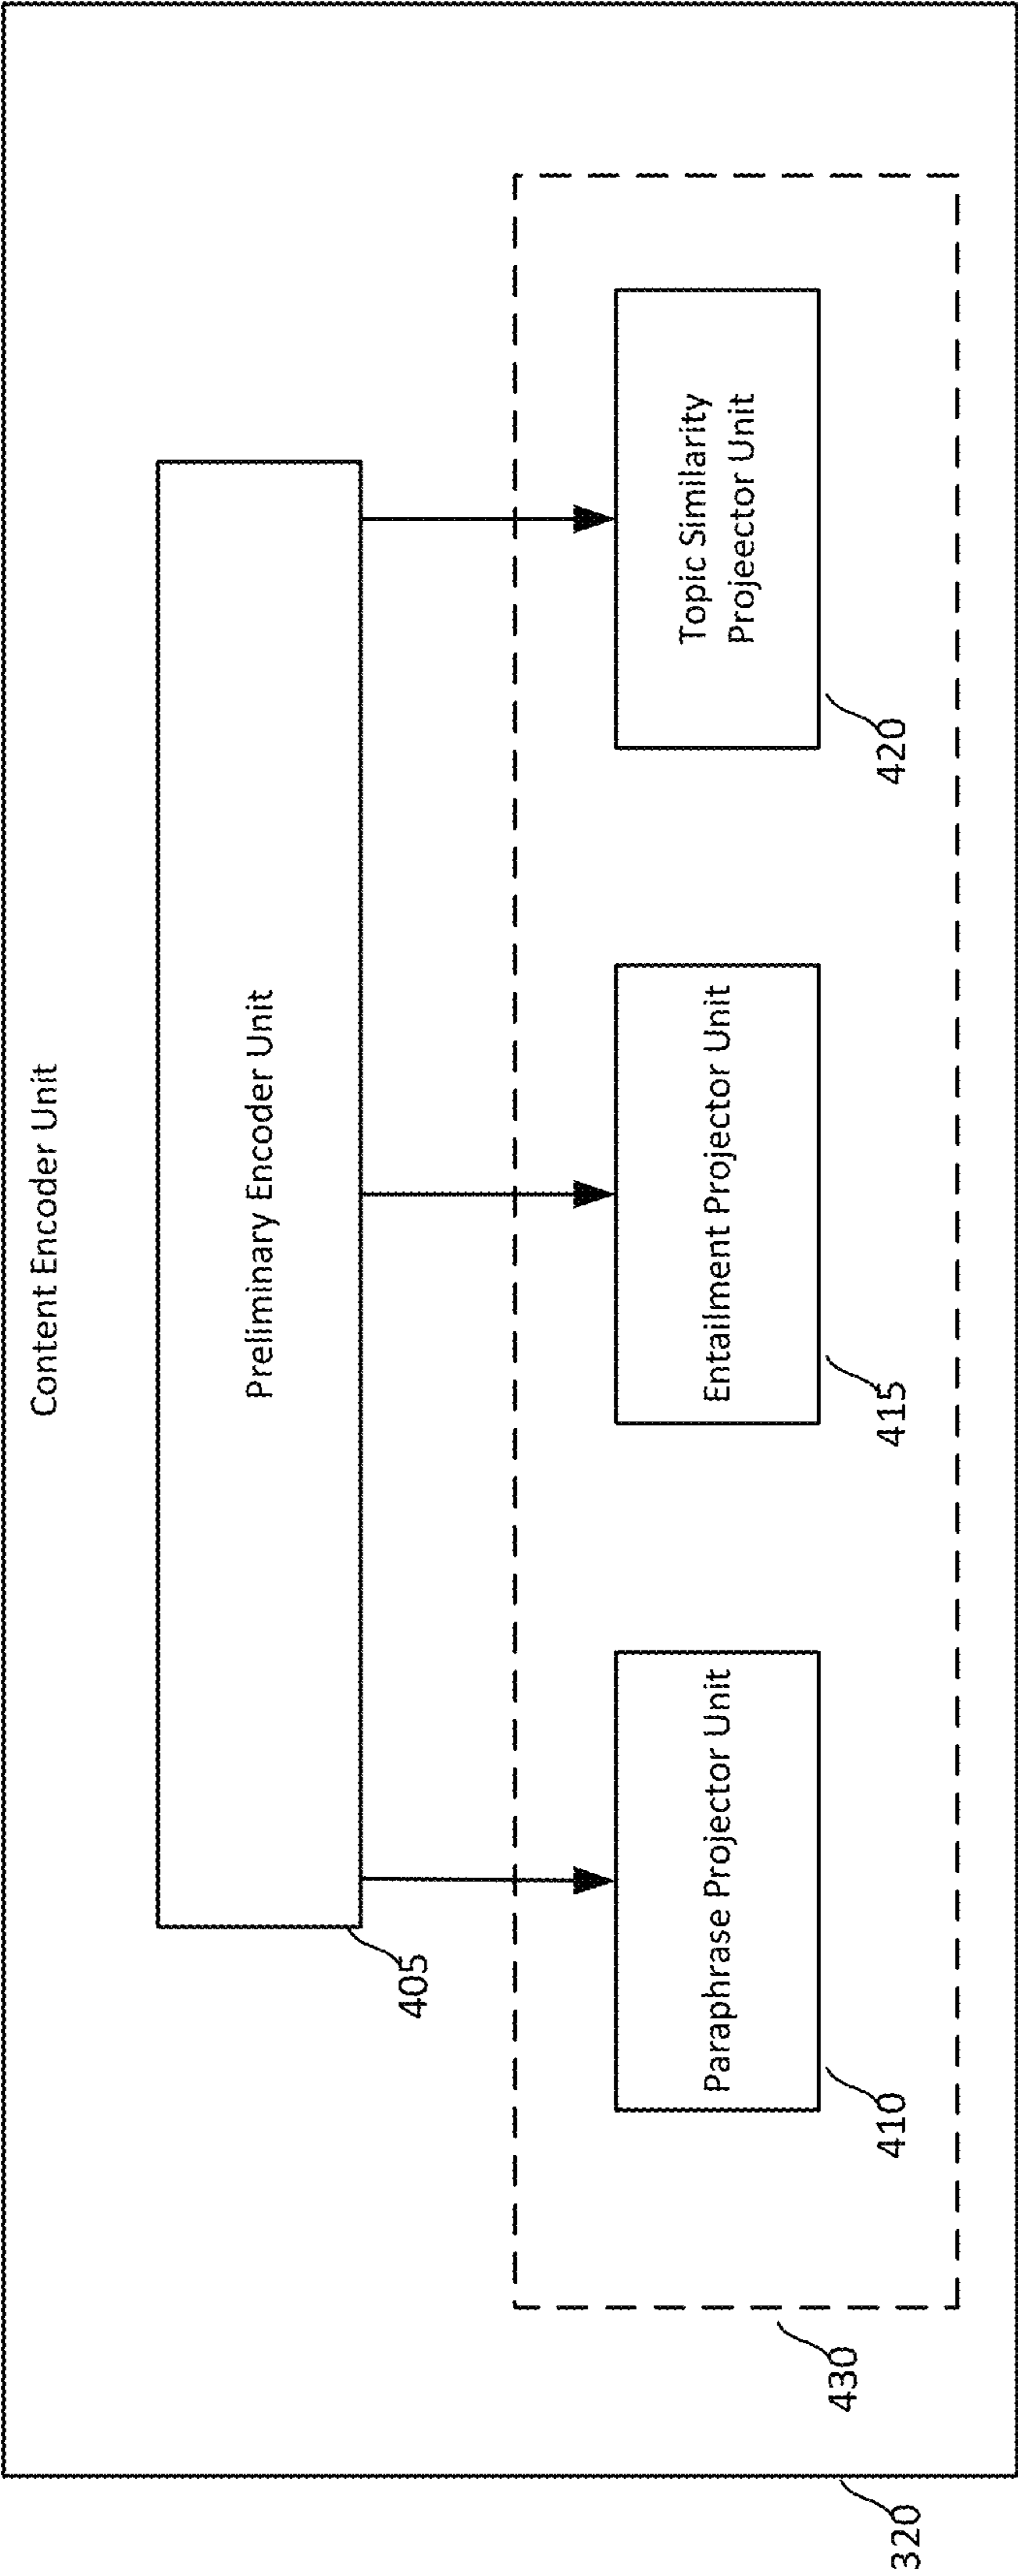 Content Encoder Unit
Preliminary Encoder Unit
405
Paraphrase Projector Unit
410
Entailment Projector Unit
415
Topic Similarity
Projeector Unit
420
430
320